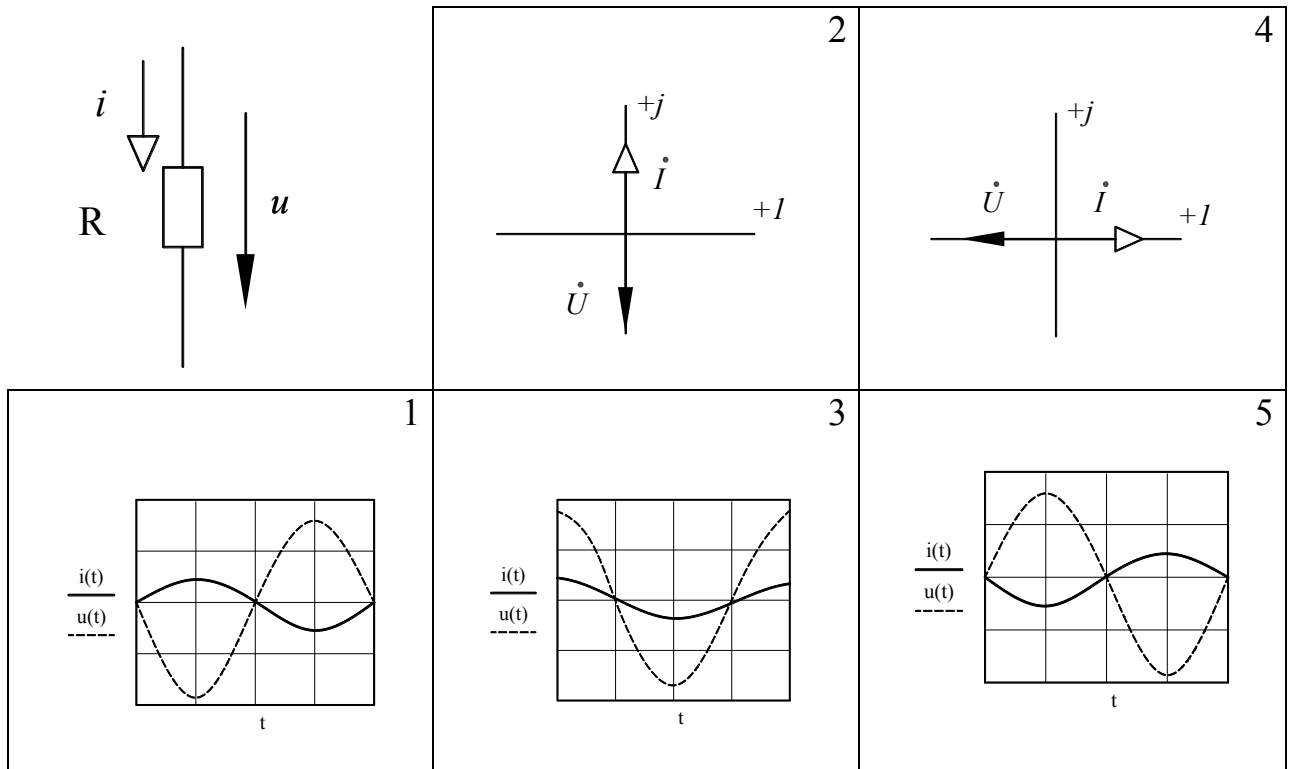 i
R
u
2
+j
İ
+1
U̇
4
+j
U̇
İ
+1
1
i(t)
u(t)
t
3
i(t)
u(t)
5
i(t)
u(t)
t